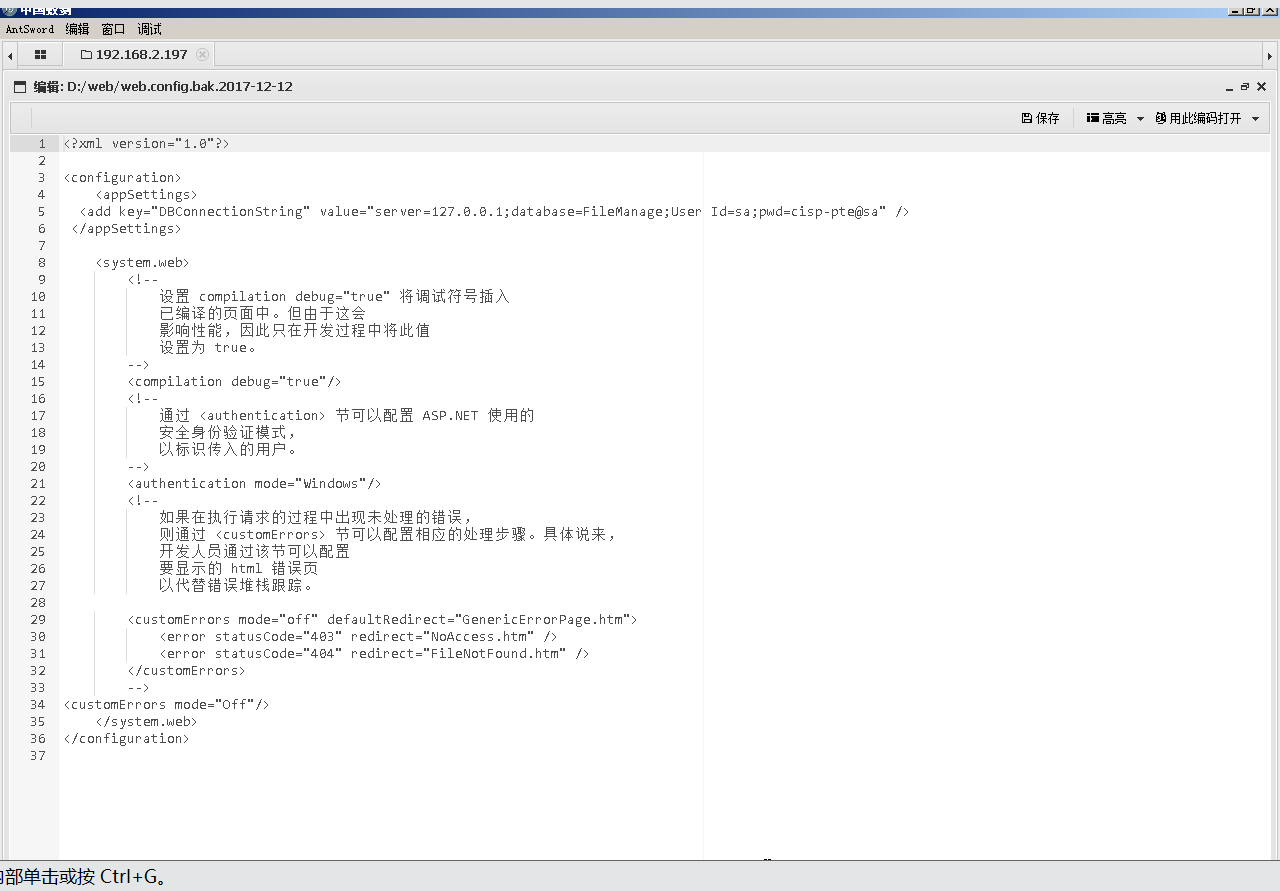 AntSword 编辑 窗口 调试
192.168.2.197
编辑: D:/web/web.config.bak.2017-12-12
保存 高亮 用此编码打开
1 <?xml version="1.0"?>
2
3 <configuration>
4 <appSettings>
5 <add key="DBConnectionString" value="server=127.0.0.1;database=FileManage;User Id=sa;pwd=cisp-pte@sa" />
6 </appSettings>
7
8 <system.web>
9 <!--
10 设置 compilation debug="true" 将调试符号插入
11 已编译的页面中。但由于这会
12 影响性能，因此只在开发过程中将此值
13 设置为 true。
14 -->
15 <compilation debug="true"/>
16 <!--
17 通过 <authentication> 节可以配置 ASP.NET 使用的
18 安全身份验证模式，
19 以标识传入的用户。
20 -->
21 <authentication mode="Windows"/>
22 <!--
23 如果在执行请求的过程中出现未处理的错误，
24 则通过 <customErrors> 节可以配置相应的处理步骤。具体说来，
25 开发人员通过该节可以配置
26 要显示的 html 错误页
27 以代替错误堆栈跟踪。
28
29 <customErrors mode="off" defaultRedirect="GenericErrorPage.htm">
30 <error statusCode="403" redirect="NoAccess.htm" />
31 <error statusCode="404" redirect="FileNotFound.htm" />
32 </customErrors>
33 -->
34 <customErrors mode="Off"/>
35 </system.web>
36 </configuration>
37
部单击或按 Ctrl+G。